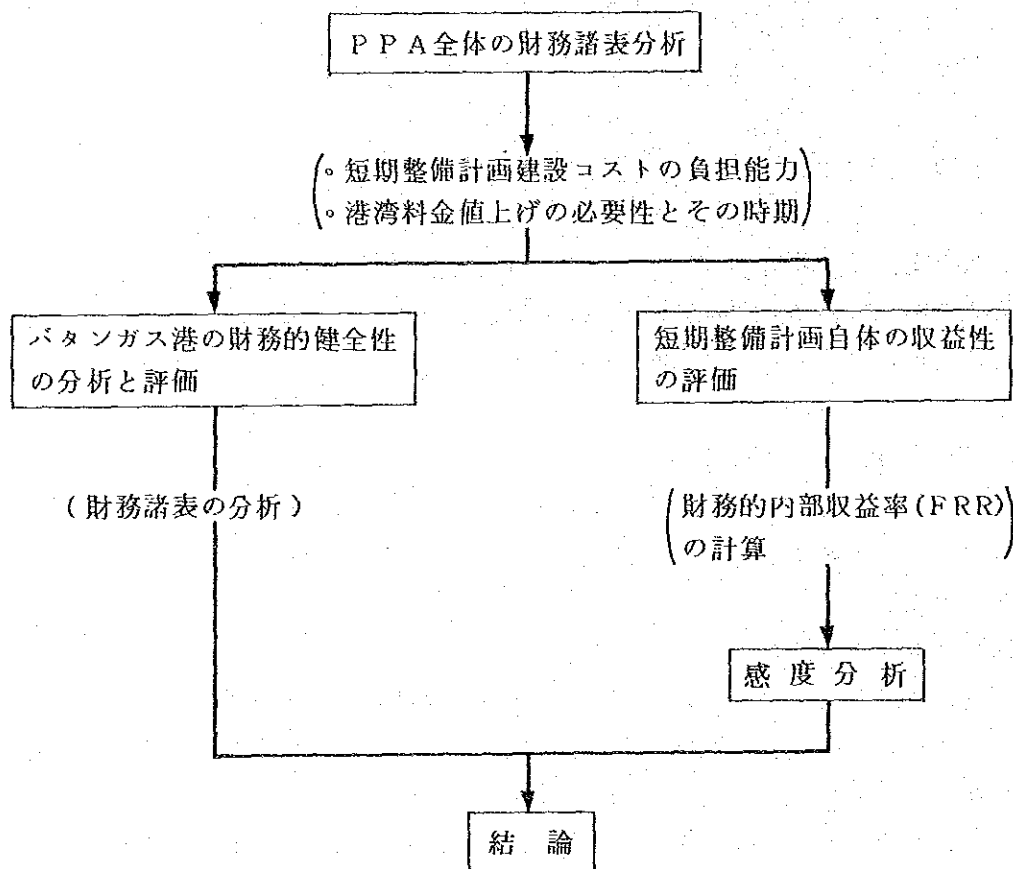 PPA全体の財務諸表分析
(。短期整備計画建設コストの負担能力
。港湾料金値上げの必要性とその時期)
バタンガス港の財務的健全性
の分析と評価
短期整備計画自体の収益性
の評価
(財務諸表の分析)
(財務的内部収益率(FRR)
の計算)
感度分析
結論